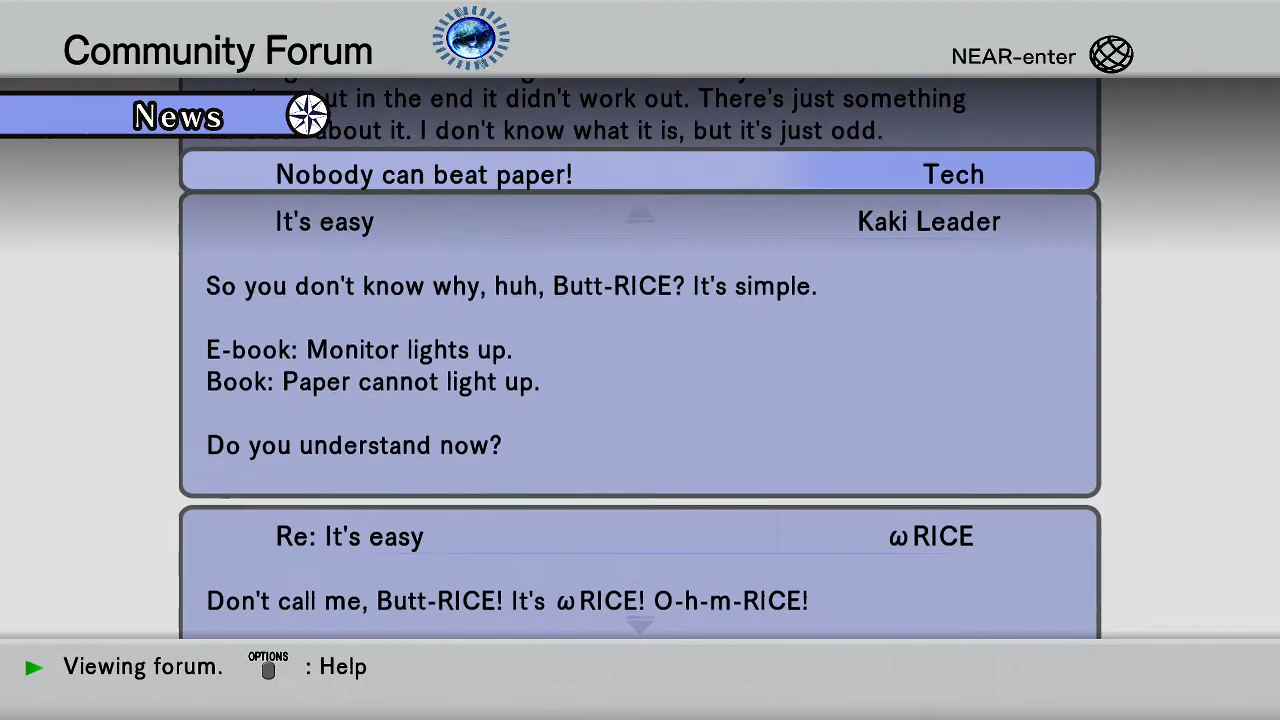 Community Forum
NEAR-enter
News
but in the end it didn't work out. There's just something
about it. I don't know what it is, but it's just odd.
Nobody can beat paper! Tech
It's easy Kaki Leader
So you don't know why, huh, Butt-RICE? It's simple.
E-book: Monitor lights up.
Book: Paper cannot light up.
Do you understand now?
Re: It's easy ωRICE
Don't call me, Butt-RICE! It's ωRICE! O-h-m-RICE!
Viewing forum. OPTIONS : Help